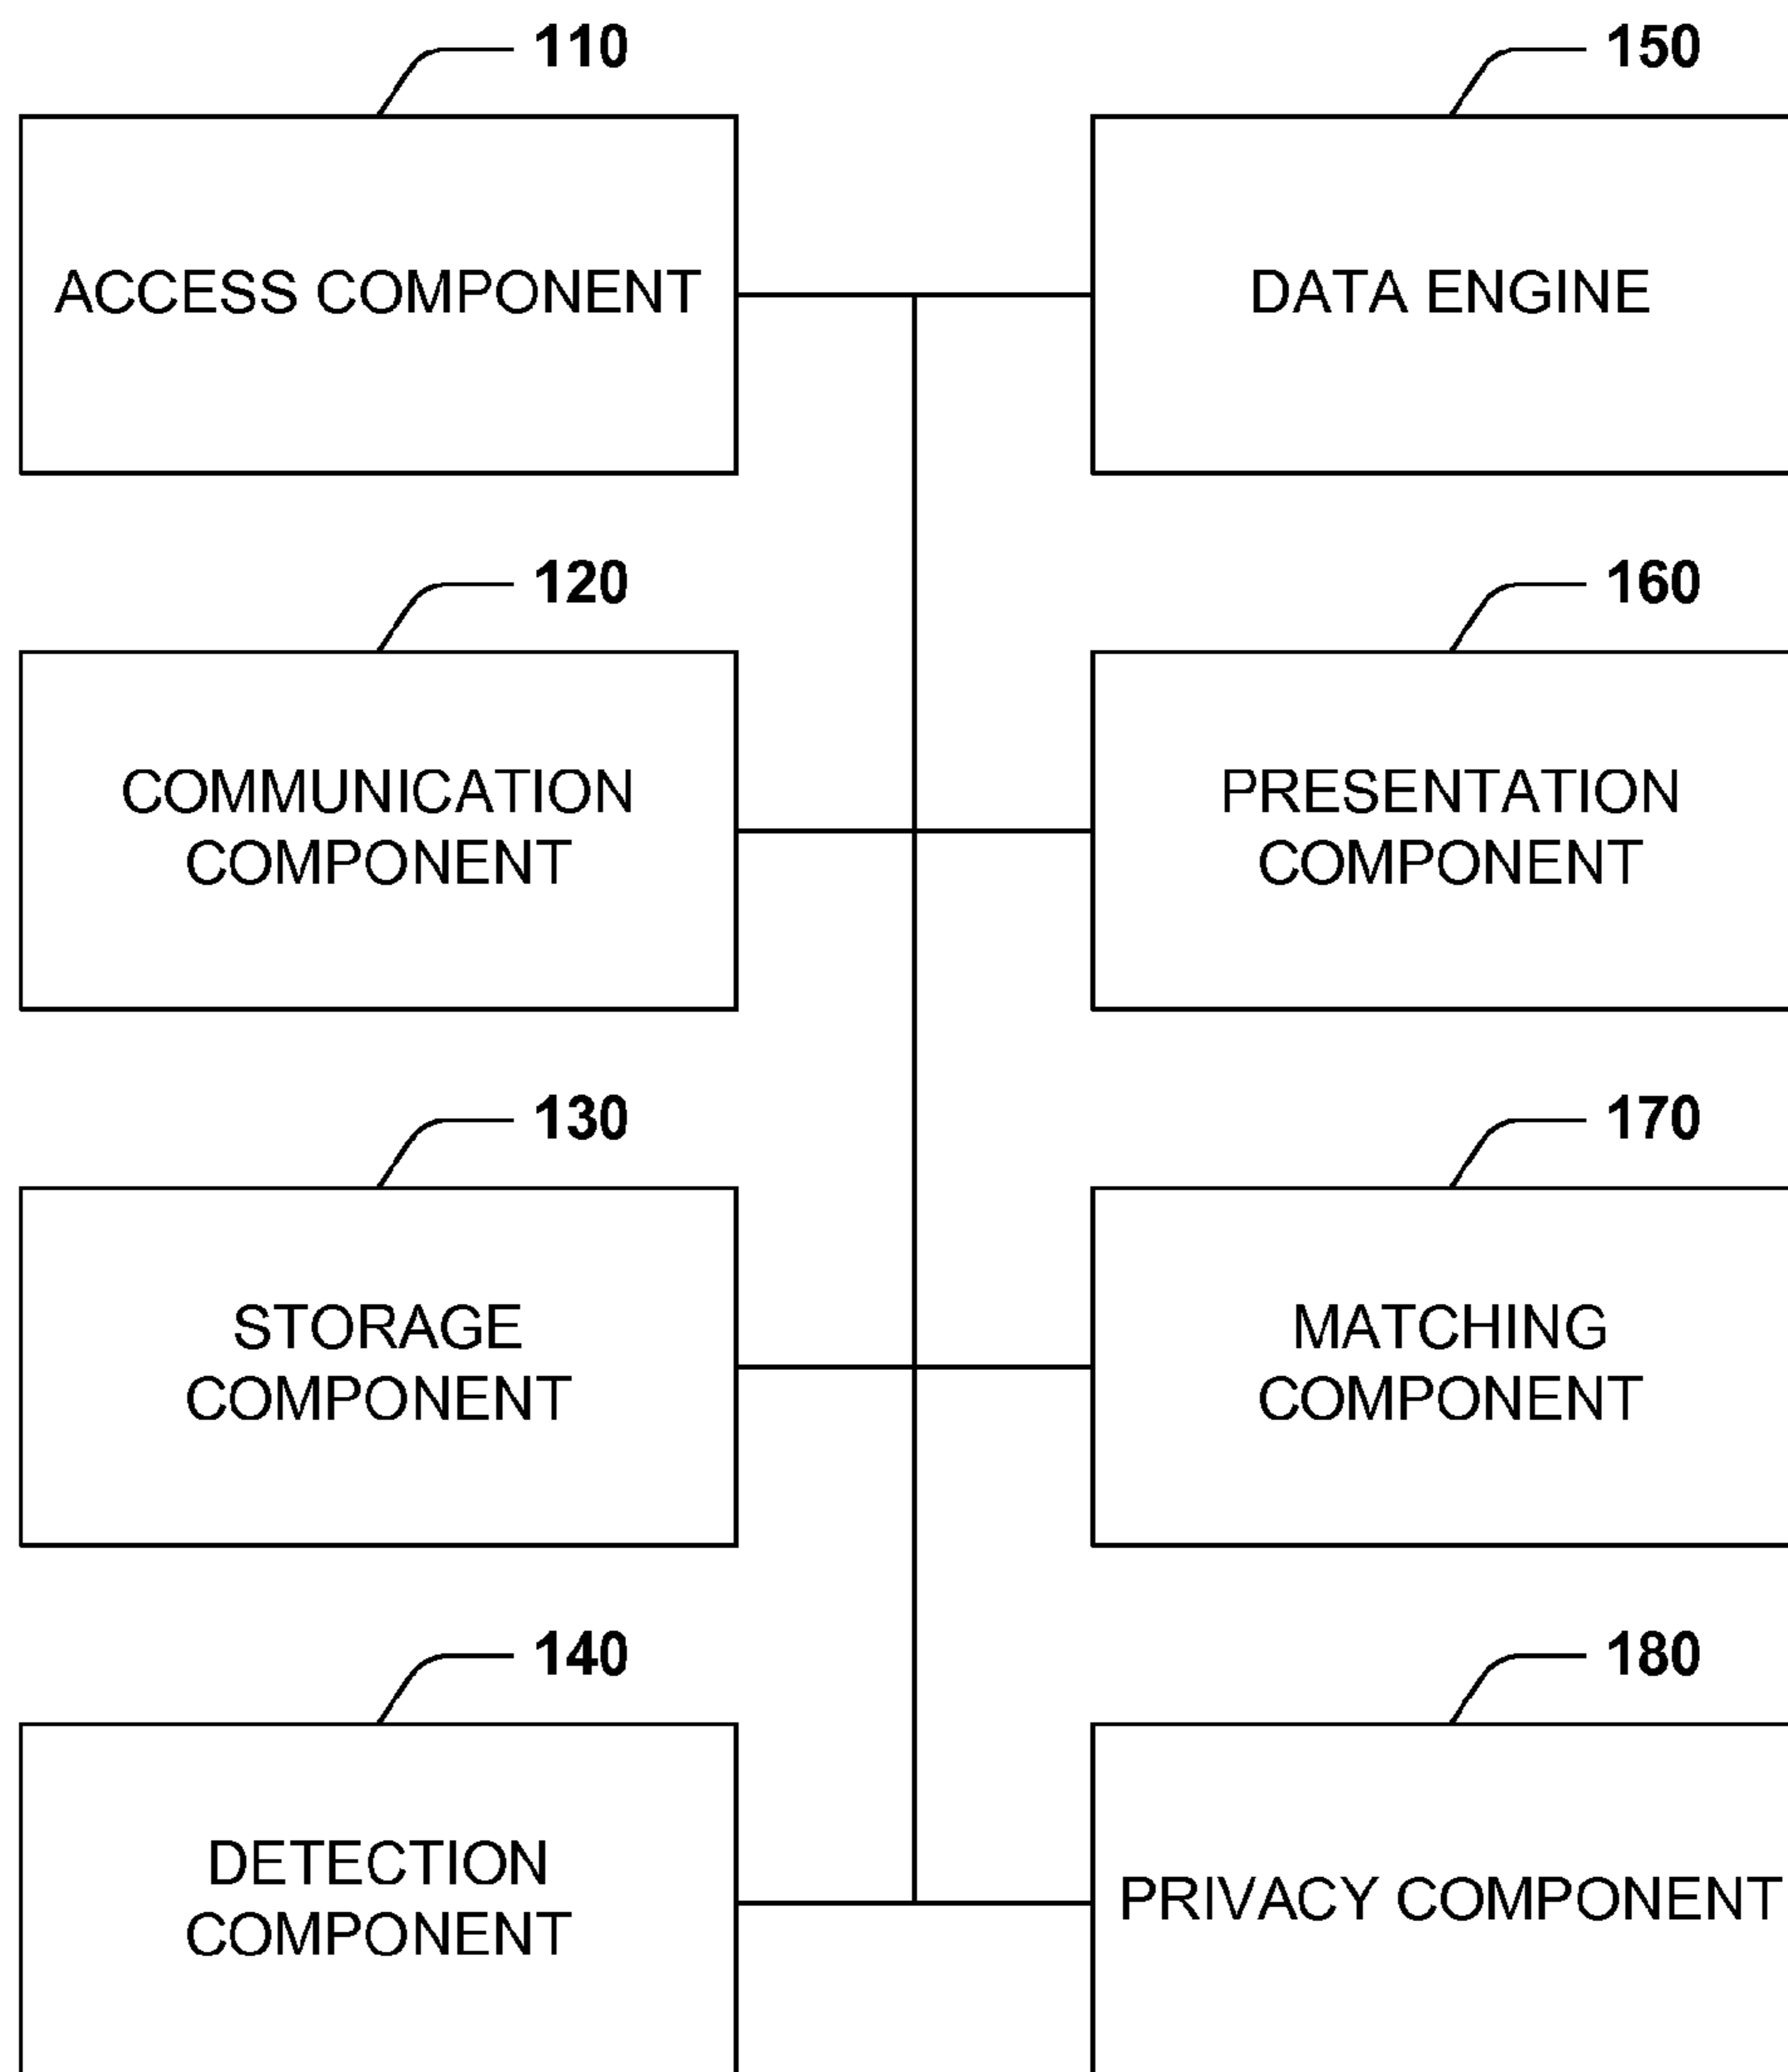 110
ACCESS COMPONENT
150
DATA ENGINE
120
COMMUNICATION
COMPONENT
160
PRESENTATION
COMPONENT
130
STORAGE
COMPONENT
170
MATCHING
COMPONENT
140
DETECTION
COMPONENT
180
PRIVACY COMPONENT